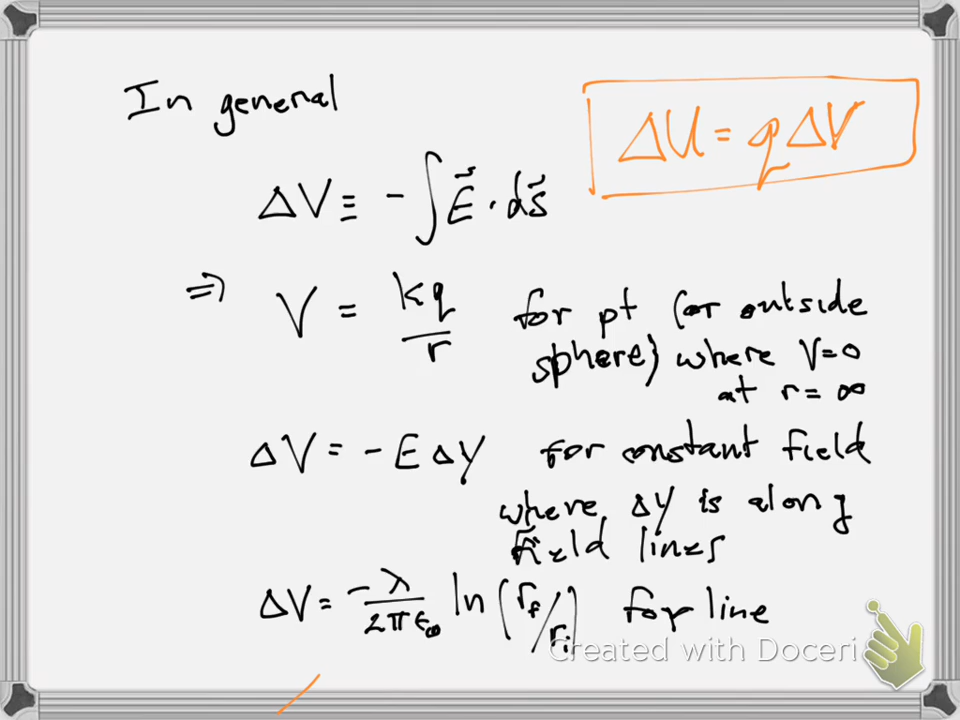 In general
ΔU = qΔV
ΔV ≡ - ∫ E⃗ · ds⃗
⇒ V = kq/r for pt (or outside
sphere) where V=0
at r = ∞
ΔV = - E Δy for constant field
where Δy is along
field lines
ΔV = -λ/2πε₀ ln (r_f/r_i) for line
Created with Doceri